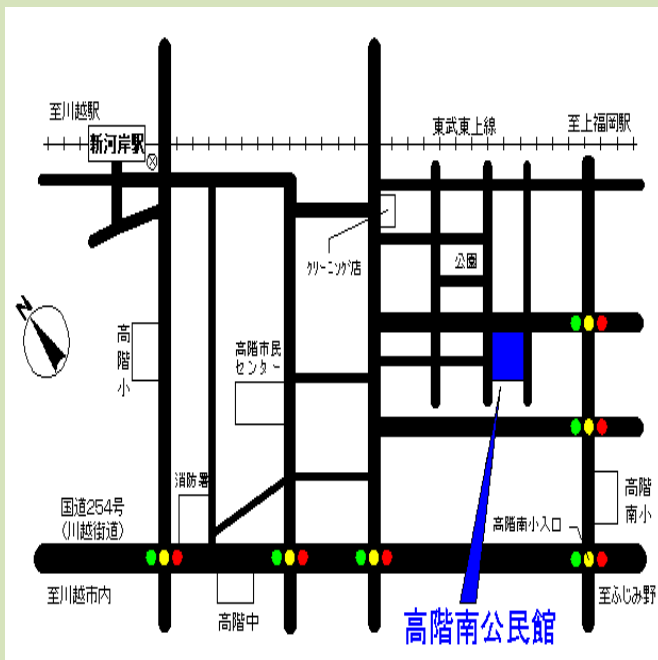 至川越駅
新河岸駅
東武東上線
至上福岡駅
クリーニング店
公園
N
高階小
高階市民
センター
消防署
国道254号
(川越街道)
高階南小
高階南小入口
至川越市内
高階中
至ふじみ野
高階南公民館